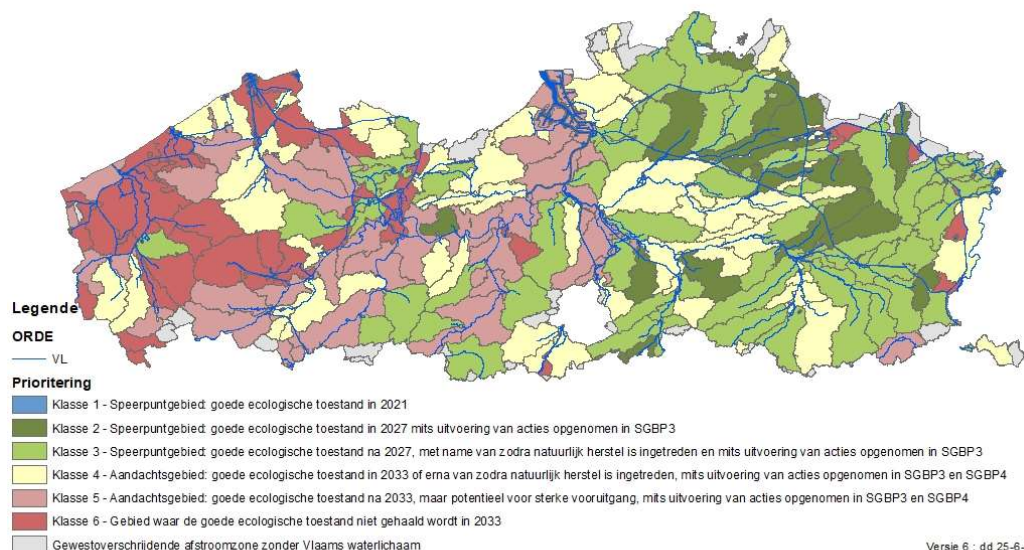 Legende
ORDE
VL
Prioritering
Klasse 1 - Speerpuntgebied: goede ecologische toestand in 2021
Klasse 2 - Speerpuntgebied: goede ecologische toestand in 2027 mits uitvoering van acties opgenomen in SGBP3
Klasse 3 - Speerpuntgebied: goede ecologische toestand na 2027, met name van zodra natuurlijk herstel is ingetreden en mits uitvoering van acties opgenomen in SGBP3
Klasse 4 - Aandachtsgebied: goede ecologische toestand in 2033 of erna van zodra natuurlijk herstel is ingetreden, mits uitvoering van acties opgenomen in SGBP3 en SGBP4
Klasse 5 - Aandachtsgebied: goede ecologische toestand na 2033, maar potentieel voor sterke vooruitgang, mits uitvoering van acties opgenomen in SGBP3 en SGBP4
Klasse 6 - Gebied waar de goede ecologische toestand niet gehaald wordt in 2033
Gewestoverschrijdende afstroomzone zonder Vlaams waterlichaam
Versie 6 : dd 25-6-